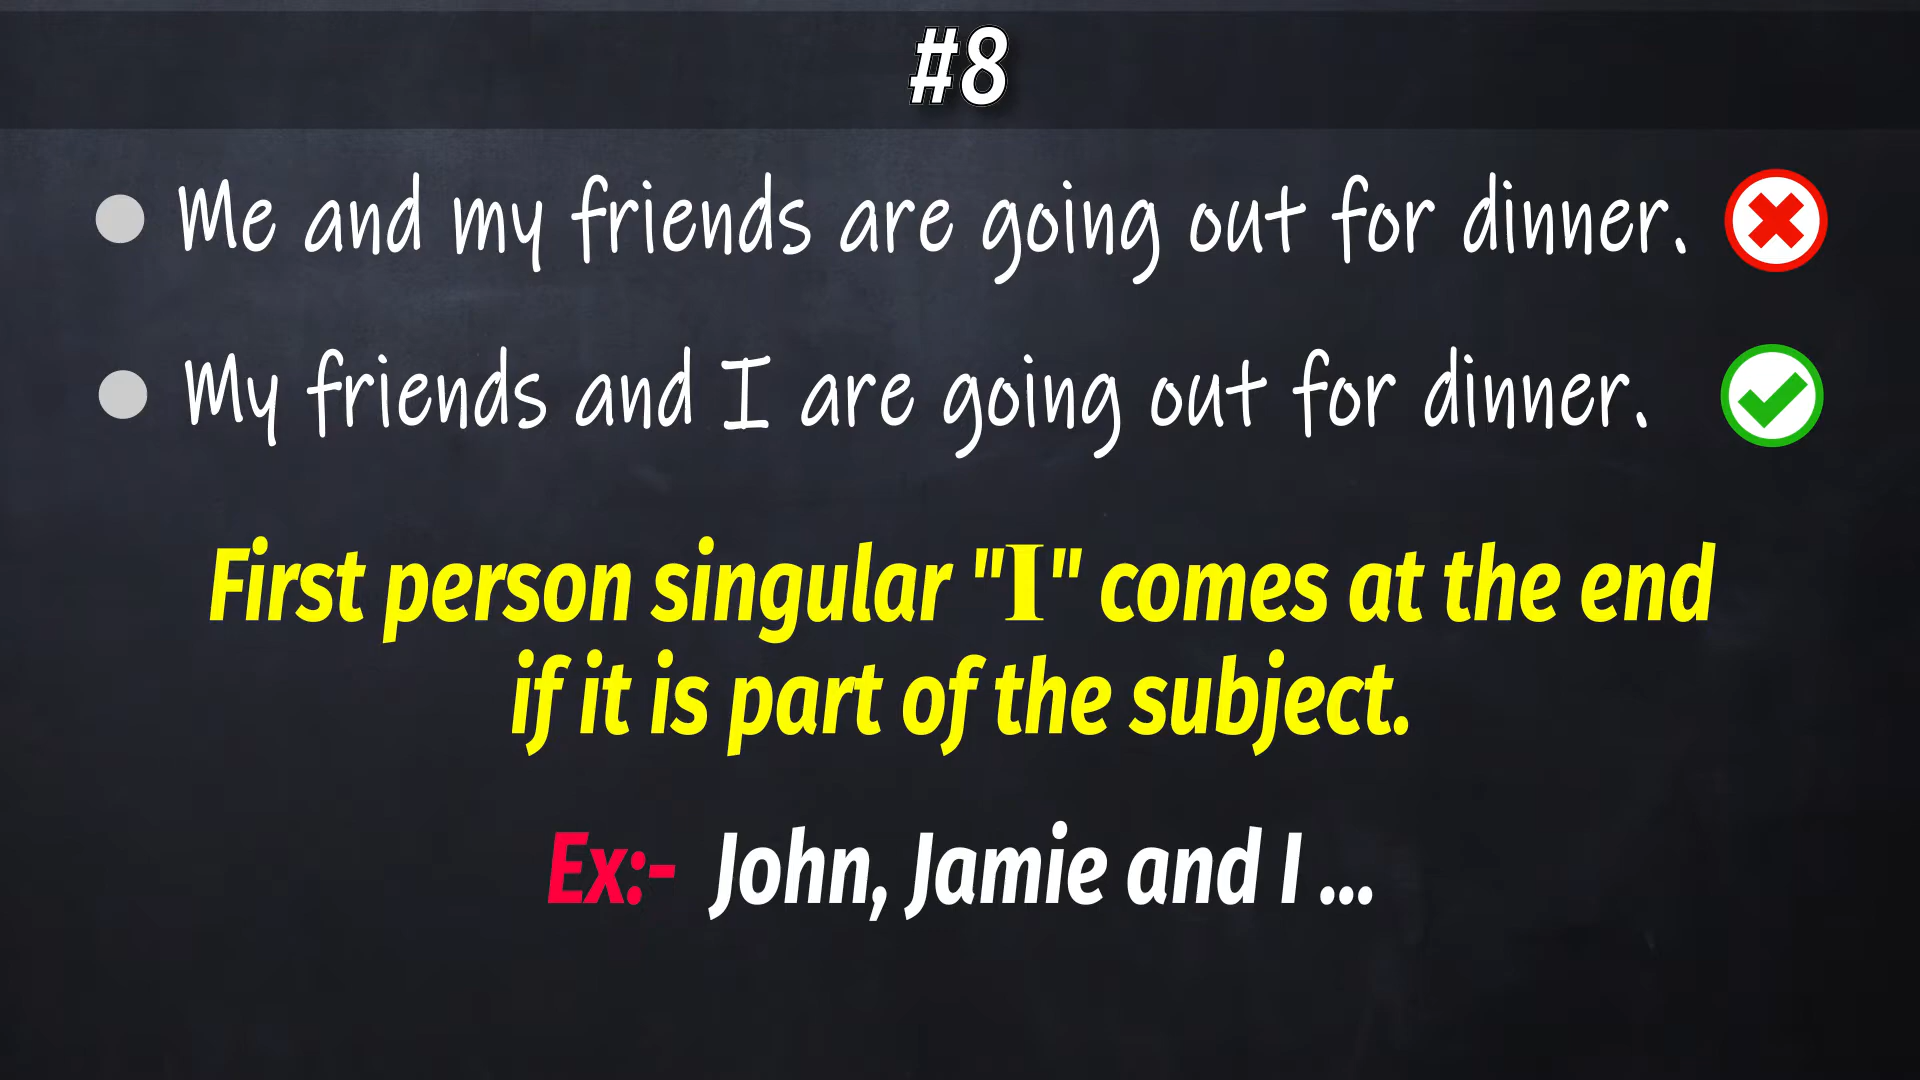 #8
Me and my friends are going out for dinner.
My friends and I are going out for dinner.
First person singular "I" comes at the end
if it is part of the subject.
Ex:- John, Jamie and I ...